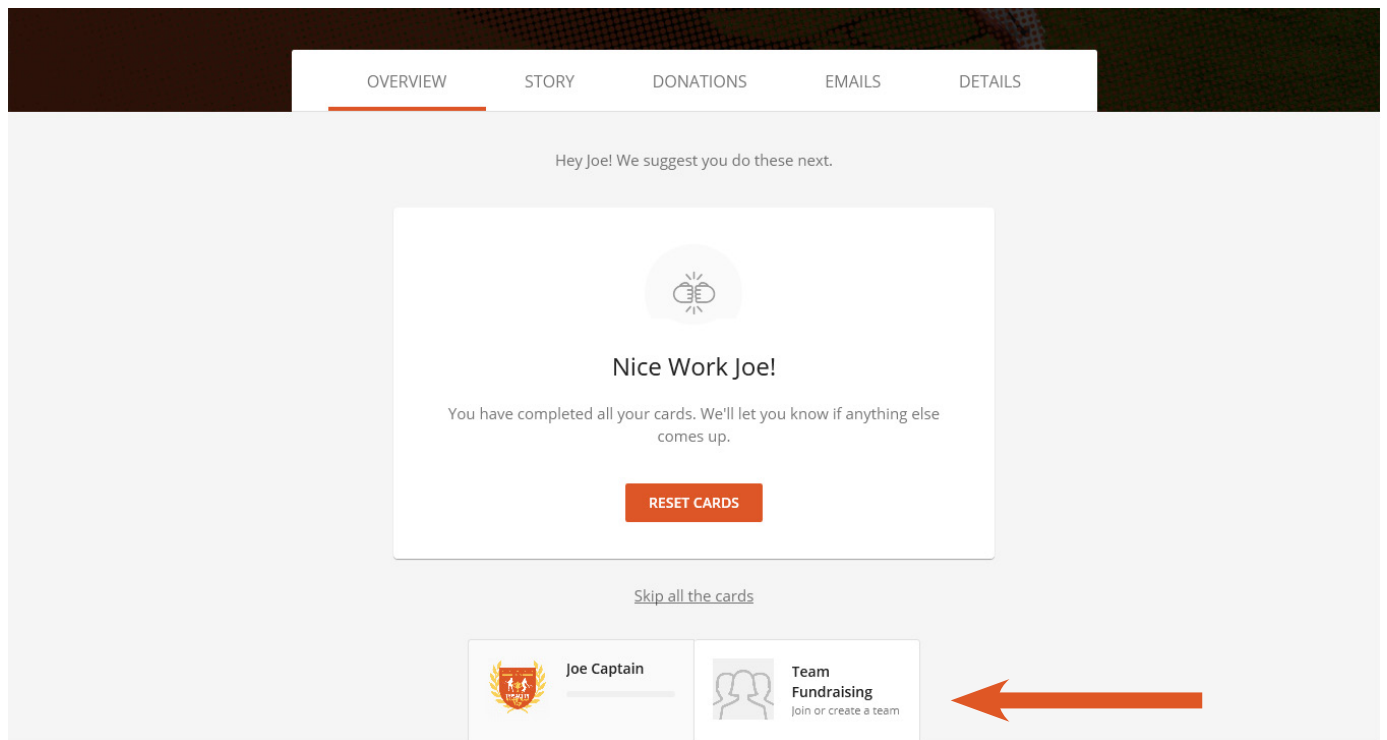 OVERVIEW STORY DONATIONS EMAILS DETAILS
Hey Joe! We suggest you do these next.
Nice Work Joe!
You have completed all your cards. We'll let you know if anything else
comes up.
RESET CARDS
Skip all the cards
Joe Captain
Team
Fundraising
Join or create a team